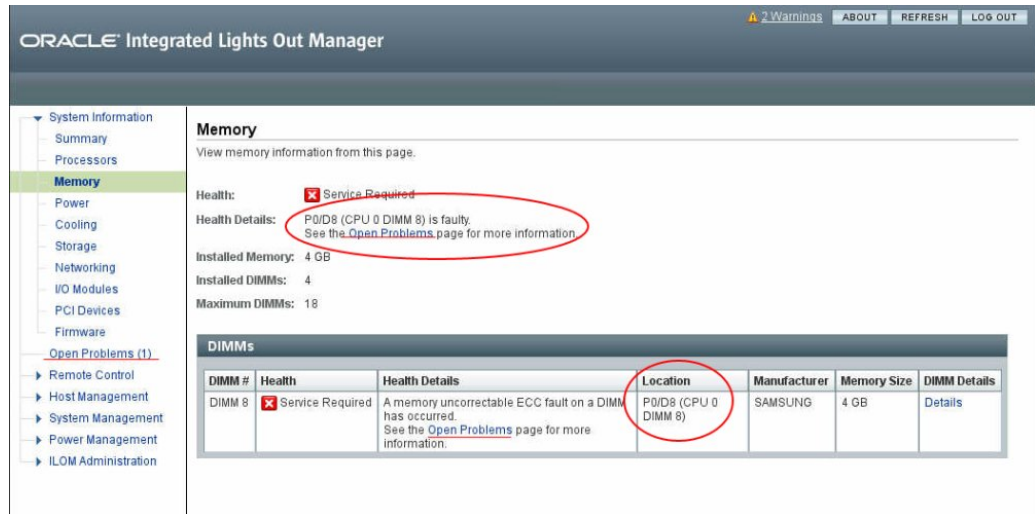 2 Warnings ABOUT REFRESH LOG OUT
ORACLE® Integrated Lights Out Manager
System Information
Summary
Processors
Memory
Power
Cooling
Storage
Networking
I/O Modules
PCI Devices
Firmware
Open Problems (1)
Remote Control
Host Management
System Management
Power Management
ILOM Administration
Memory
View memory information from this page.
Health: Service Required
Health Details: P0/D8 (CPU 0 DIMM 8) is faulty.
See the Open Problems page for more information.
Installed Memory: 4 GB
Installed DIMMs: 4
Maximum DIMMs: 18
DIMMs
DIMM # Health Health Details Location Manufacturer Memory Size DIMM Details
DIMM 8 Service Required A memory uncorrectable ECC fault on a DIMM P0/D8 (CPU 0 SAMSUNG 4 GB Details
has occurred. DIMM 8)
See the Open Problems page for more
information.